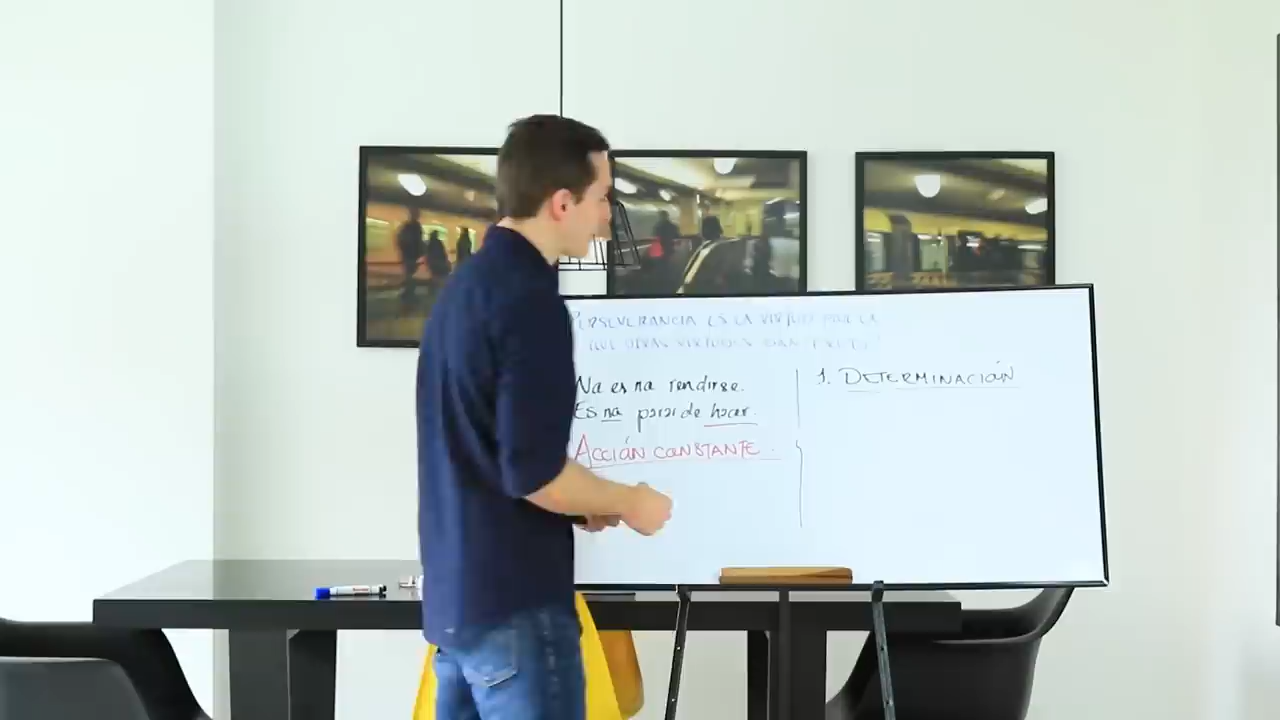 PERSEVERANCIA ES LA VIRTUD POR LA
QUE OTRAS VIRTUDES DAN FRUTO
No es no rendirse.
Es no parar de hacer.
ACCIÓN CONSTANTE.
1. DETERMINACIÓN